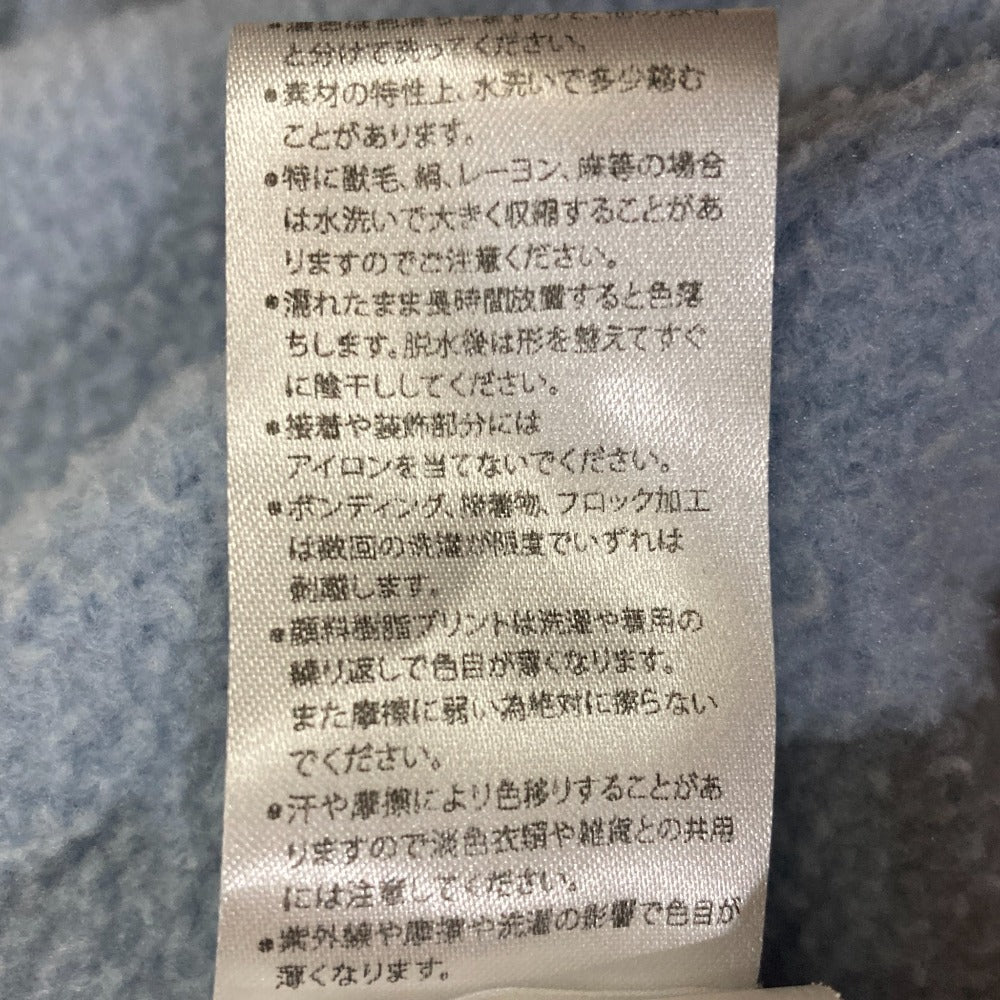 と分けて洗ってください。
●素材の特性上、水洗いで多少縮む
ことがあります。
●特に獣毛、絹、レーヨン、麻等の場合
は水洗いで大きく収縮することがあ
りますのでご注意ください。
●濡れたまま長時間放置すると色落
ちします。脱水後は形を整えてすぐ
に陰干ししてください。
●接着や装飾部分には
アイロンを当てないでください。
●ボンディング、接着物、フロック加工
は数回の洗濯が限度でいずれは
剥離します。
●顔料樹脂プリントは洗濯や着用の
繰り返しで色目が薄くなります。
また摩擦に弱い為絶対に擦らない
でください。
●汗や摩擦により色移りすることがあ
りますので淡色衣類や雑貨との共用
には注意してください。
●紫外線や摩擦や洗濯の影響で色目が
薄くなります。